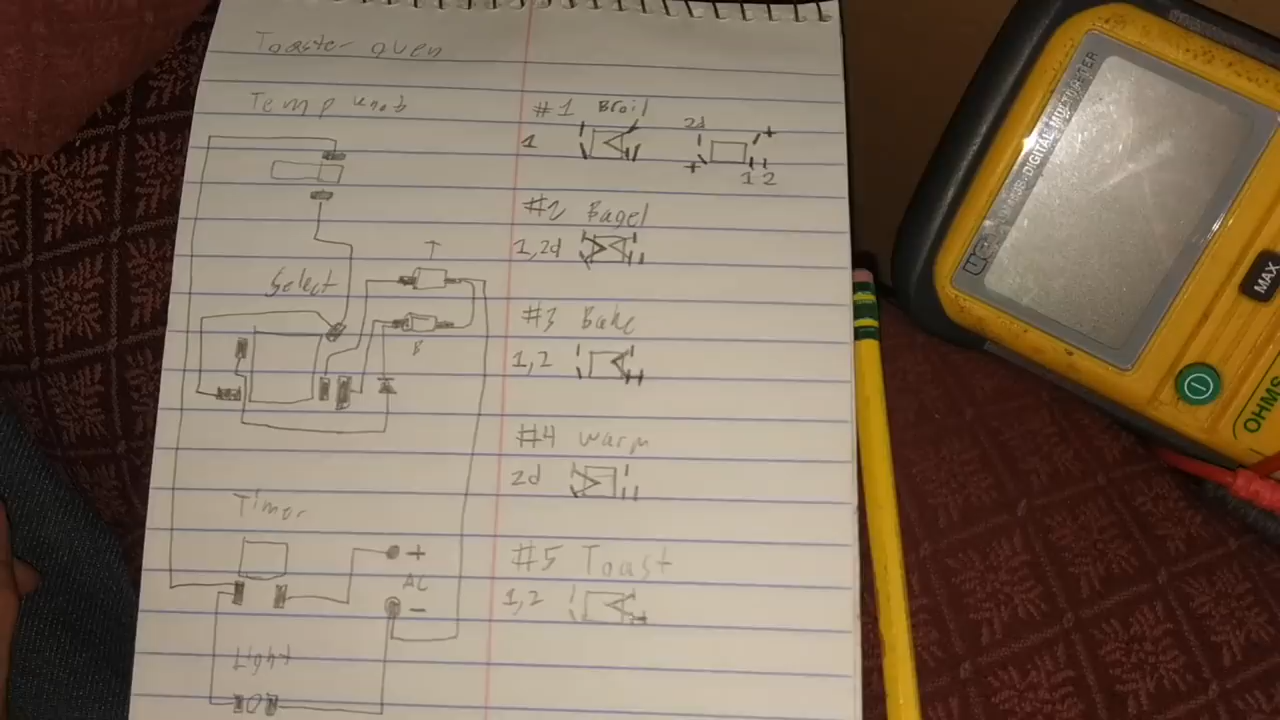 Toaster oven
Temp knob
#1 Broil
1
2d
+
+
1 2
#2 Bagel
1, 2d
T
Select
#3 Bake
1, 2
B
#4 Warm
2d
Timor
#5 Toast
1, 2
+
AC
-
Light
DIGITAL MULTIMETER
MAX
OHMS